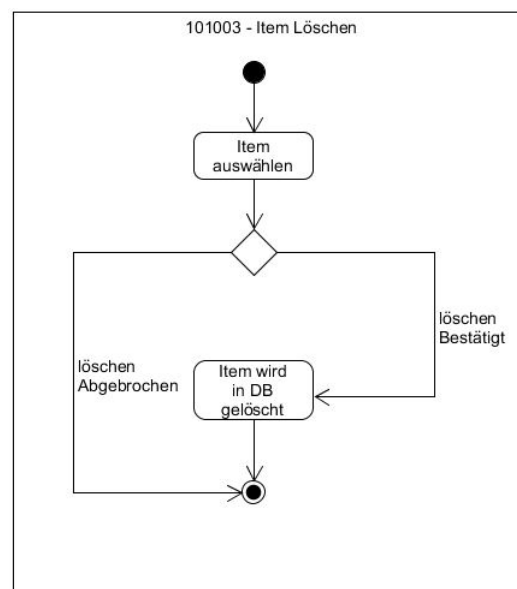 101003 - Item Löschen
Item
auswählen
löschen
Bestätigt
löschen
Abgebrochen
Item wird
in DB
gelöscht